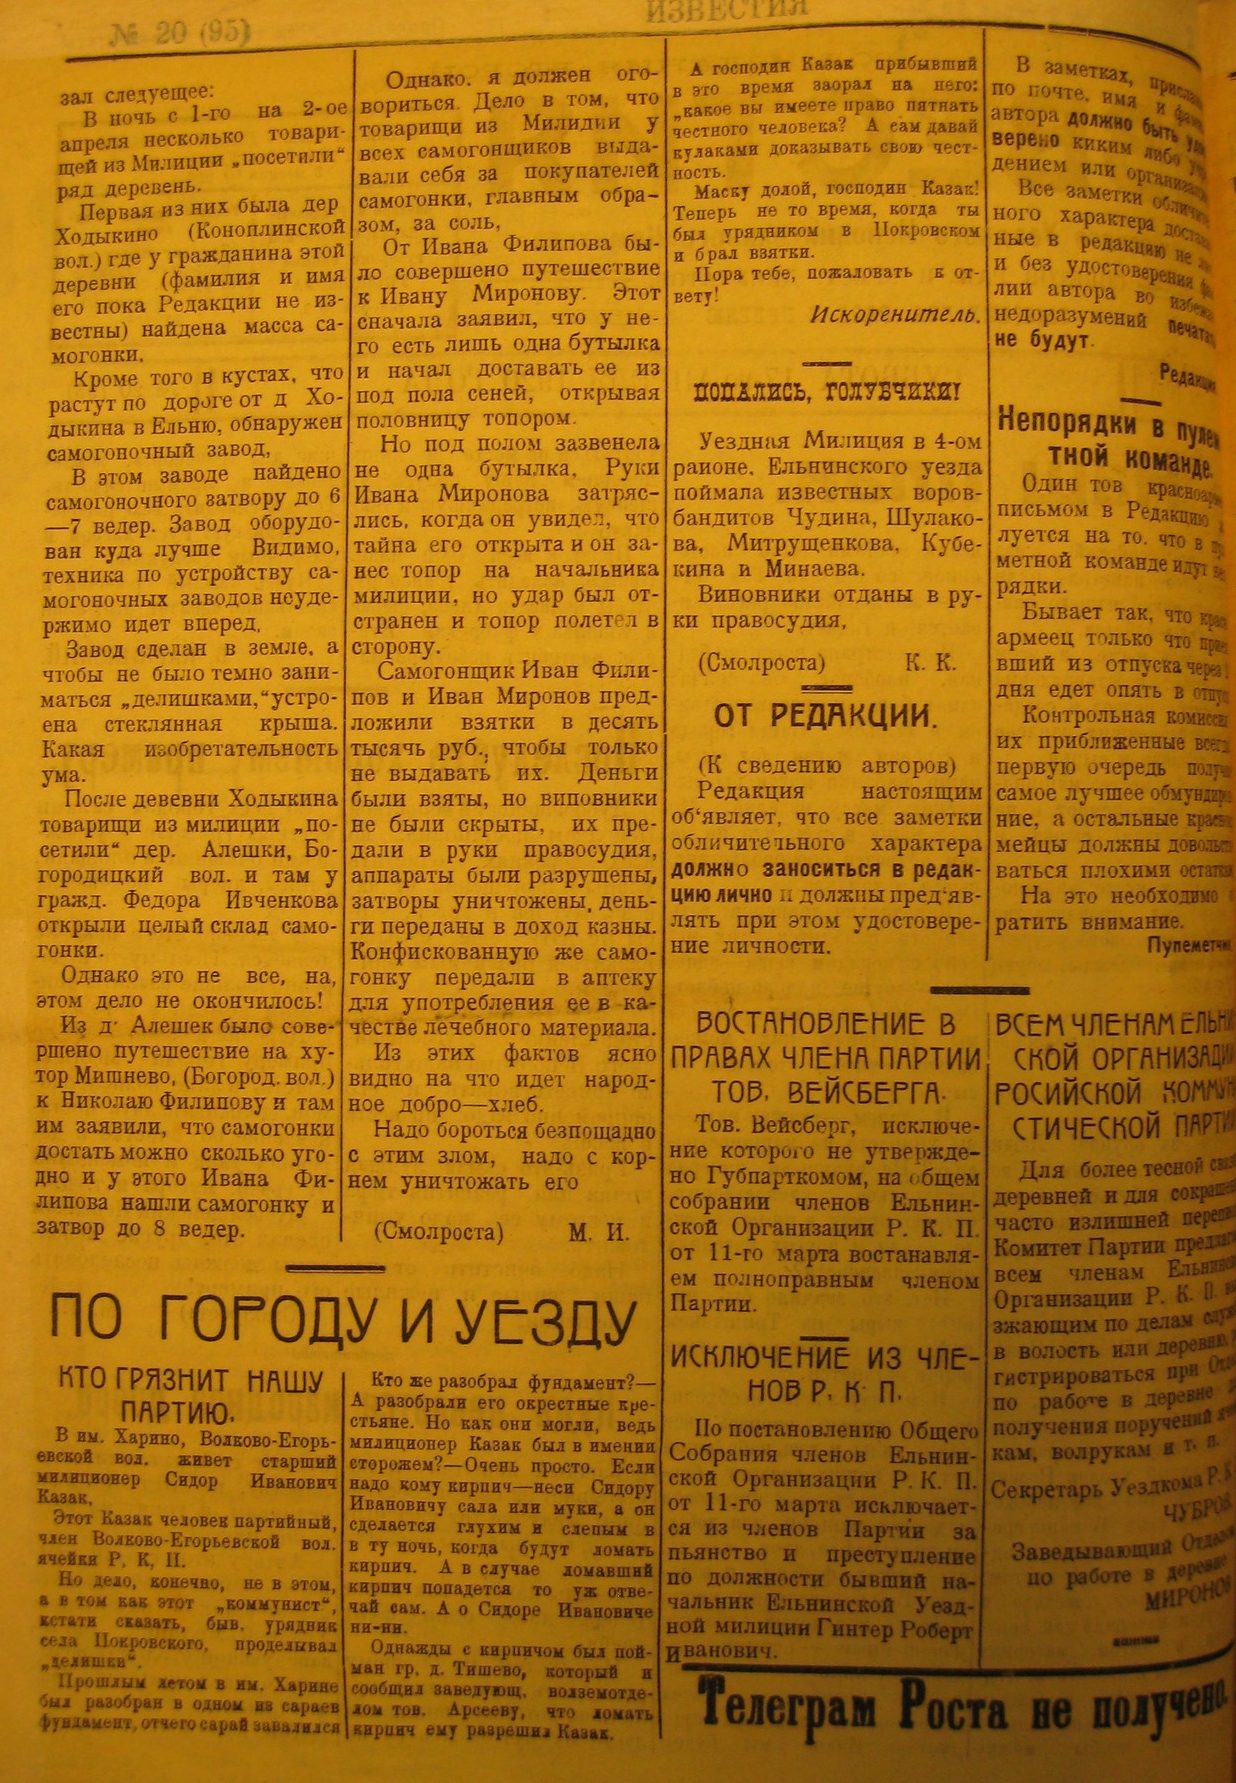 № 20 (95)
ИЗВЕСТИЯ
зал следуещее:
В ночь с 1-го на 2-ое
апреля несколько товари-
щей из Милиции „посетили“
ряд деревень.
Первая из них была дер
Ходыкино (Коноплинской
вол.) где у гражданина этой
деревни (фамилия и имя
его пока Редакции не из-
вестны) найдена масса са-
могонки.
Кроме того в кустах, что
растут по дороге от д Хо-
дыкина в Ельню, обнаружен
самогоночный завод,
В этом заводе найдено
самогоночного затвору до 6
—7 ведер. Завод оборудо-
ван куда лучше Видимо,
техника по устройству са-
могоночных заводов неуде-
ржимо идет вперед,
Завод сделан в земле, а
чтобы не было темно зани-
маться „делишками,“ устро-
ена стеклянная крыша.
Какая изобретательность
ума.
После девевни Ходыкина
товарищи из милиции „по-
сетили“ дер. Алешки, Бо-
городицкий вол. и там у
гражд. Федора Ивченкова
открыли целый склад само-
гонки.
Однако это не все, на,
этом дело не окончилось!
Из д· Алешек было сове-
ршено путешествие на ху-
тор Мишнево, (Богород. вол.)
к Николаю Филипову и там
им заявили, что самогонки
достать можно сколько уго-
дно и у этого Ивана Фи-
липова нашли самогонку и
затвор до 8 ведер.
Однако. я должен ого-
вориться. Дело в том, что
товарищи из Милидии у
всех самогонщиков выда-
вали себя за покупателей
самогонки, главным обра-
зом, за соль,
От Ивана Филипова бы-
ло совершено путешествие
к Ивану Миронову. Этот
сначала заявил, что у не-
го есть лишь одна бутылка
и начал доставать ее из
под пола сеней, открывая
половницу топором.
Но под полом зазвенела
не одна бутылка, Руки
Ивана Миронова затряс-
лись, когда он увидел, что
тайна его открыта и он за-
нес топор на начальника
милиции, но удар был от-
странен и топор полетел в
сторону.
Самогонщик Иван Фили-
пов и Иван Миронов пред-
ложили взятки в десять
тысячь руб., чтобы только
не выдавать их. Деньги
были взяты, но виповники
не были скрыты, их пре-
дали в руки правосудия,
аппараты были разрушены,
затворы уничтожены, день-
ги переданы в доход казны.
Конфискованную же само-
гонку передали в аптеку
для употребления ее в ка-
честве лечебного материала.
Из этих фактов ясно
видно на что идет народ-
ное добро—хлеб.
Надо бороться безпощадно
с этим злом, надо с кор-
нем уничтожать его
(Смолроста) М. И.
ПО ГОРОДУ И УЕЗДУ
КТО ГРЯЗНИТ НАШУ
ПАРТИЮ.
В им. Харино, Волково-Егорь-
евской вол. живет старший
милиционер Сидор Иванович
Казак,
Этот Казак человек партийный,
член Волково-Егорьевской вол.
ячейки Р, К, П.
Но дело, конечно, не в этом,
а в том как этот „коммунист“,
кстати сказать, быв. урядник
села Покровского, проделывал
„делишки“.
Прошлым летом в им. Харине
был разобран в одном из сараев
фундамент, отчего сарай завалился
Кто же разобрал фундамент?—
А разобрали его окрестные кре-
стьяне. Но как они могли, ведь
милиционер Казак был в имении
сторожем?—Очень просто. Если
надо кому кирпич—неси Сидору
Ивановичу сала или муки, а он
сделается глухим и слепым в
в ту ночь, когда будут ломать
кирпич. А в случае ломавший
кирпич попадется то уж отве-
чай сам. А о Сидоре Ивановиче
ни-ни.
Однажды с кирпичом был пой-
ман гр, д. Тишево, который и
сообщил заведующ. волземотде-
лом тов. Арсееву, что ломать
кирпич ему разрешил Казак.
А господин Казак прибывший
в это время заорал на него:
„какое вы имеете право пятнать
честного человека? А сам давай
кулаками доказывать свою чест-
ность.
Маску долой, господин Казак!
Теперь не то время, когда ты
был урядником в Покровском
и брал взятки.
Пора тебе, пожаловать к от-
вету!
Искоренитель.
ПОПАЛИСЬ, ГОЛУБЧИКИ!
Уездная Милиция в 4-ом
раионе, Ельнинского уезда
поймала известных воров-
бандитов Чудина, Шулако-
ва, Митрущенкова, Кубе-
кина и Минаева.
Виновники отданы в ру-
ки правосудия,
(Смолроста) К. К.
ОТ РЕДАКЦИИ.
(К сведению авторов)
Редакция настоящим
об‘являет, что все заметки
обличительного характера
должно заноситься в редак-
цию лично и должны пред‘яв-
лять при этом удостовере-
ние личности.
В заметках,
по почте, имя и
автора должно быть
верено киким либо
дением или
Все заметки
ного характера
ные в редакцию не
и без удостоверения
лии автора во
недоразумений
не будут.
Непорядки в
тной команде.
Один тов
письмом в Редакцию
луется на то, что в
метной команде идут
рядки.
Бывает так, что
армеец только что
вший из отпуска через
дня едет опять в
Контрольная
их приближенные
первую очередь
самое лучшее
ние, а остальные
мейцы должны
ваться плохими
На это необходимо
ратить внимание.
ВОСТАНОВЛЕНИЕ В
ПРАВАХ ЧЛЕНА ПАРТИИ
ТОВ. ВЕЙСБЕРГА.
Тов. Вейсберг, исключе-
ние которого не утвержде-
но Губпарткомом, на общем
собрании членов Ельнин-
ской Организации Р. К. П.
от 11-го марта востанавля-
ем полноправным членом
Партии.
ИСКЛЮЧЕНИЕ ИЗ ЧЛЕ-
НОВ Р. К П.
По постановлению Общего
Собрания членов Ельнин-
ской Организации Р. К. П.
от 11-го марта исключает-
ся из членов Партии за
пьянство и преступление
по должности бывший на-
чальник Ельнинской Уезд-
ной милиции Гинтер Роберт
Иванович.
ВСЕМ ЧЛЕНАМ
СКОЙ ОРГАНИЗАЦИИ
РОСИЙСКОЙ
СТИЧЕСКОЙ ПАРТИИ
Для более тесной
деревней и для
часто излишней
Комитет Партии
всем членам
Организации Р. К. П.
зжающим по делам
в волость или деревню,
гистрироваться при
по работе в деревне
получения поручений
кам, волрукам и т. п.
Секретарь Уездкома Р. К
ЧУБРОВ
Заведывающий
по работе в деревне
МИРОНОВ
Телеграм Роста не получено.